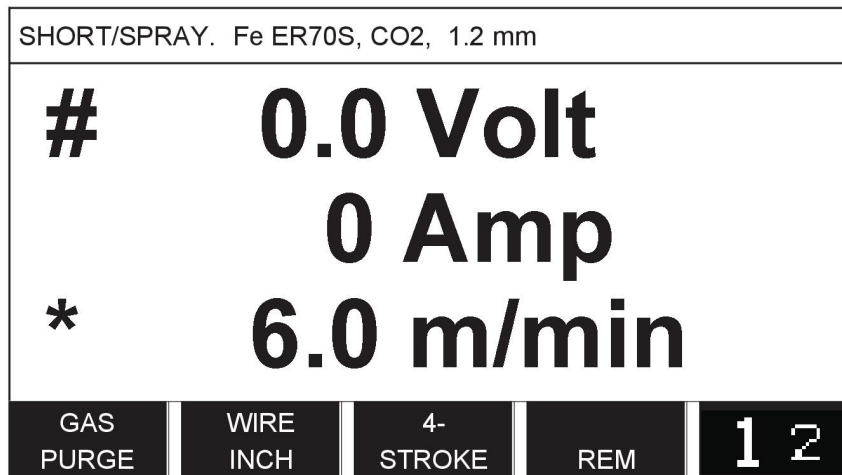 SHORT/SPRAY. Fe ER70S, CO2, 1.2 mm
# 0.0 Volt
0 Amp
* 6.0 m/min
GAS PURGE
WIRE INCH
4-STROKE
REM
1 2